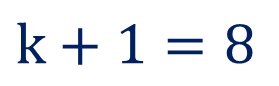 k + 1 = 8